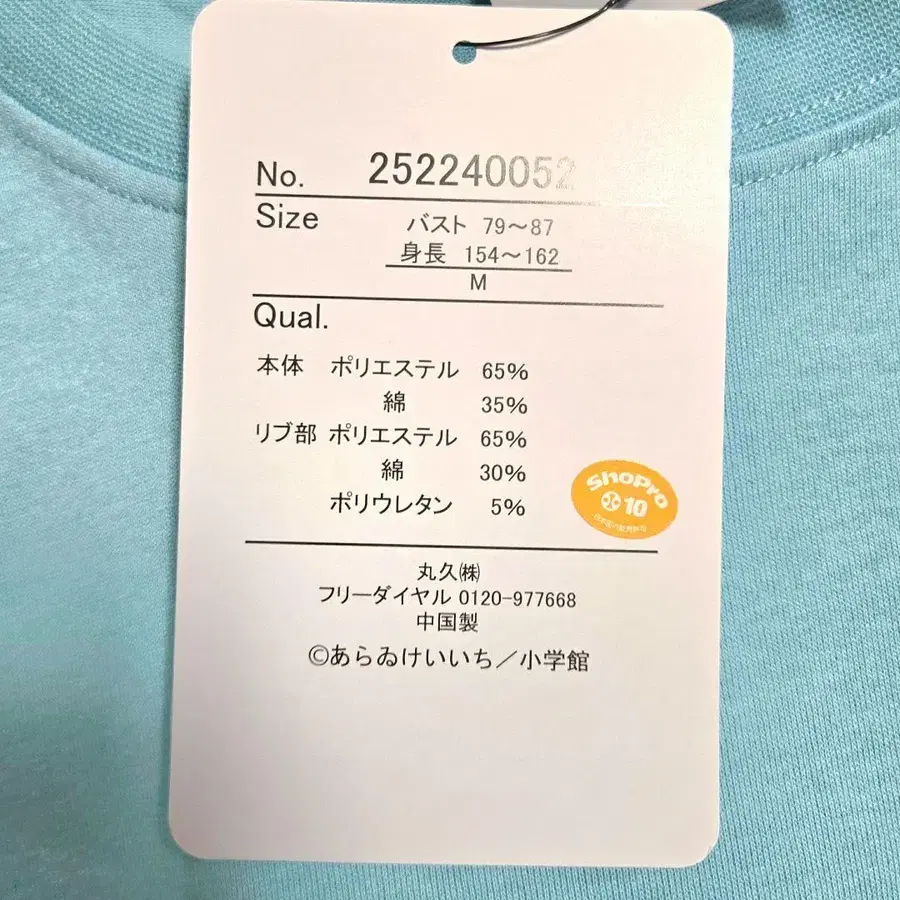 No. 252240052
Size
バスト 79～87
身長 154～162
M
Qual.
本体 ポリエステル 65%
綿 35%
リブ部 ポリエステル 65%
綿 30%
ポリウレタン 5%
ShoPro
10
丸久㈱
フリーダイヤル 0120-977668
中国製
©あらゐけいいち／小学館